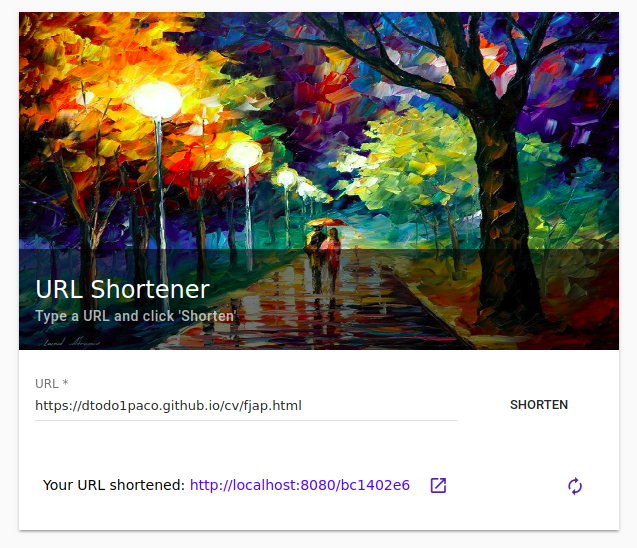 URL Shortener
Type a URL and click 'Shorten'
URL *
https://dtodo1paco.github.io/cv/fjap.html
SHORTEN
Your URL shortened: http://localhost:8080/bc1402e6